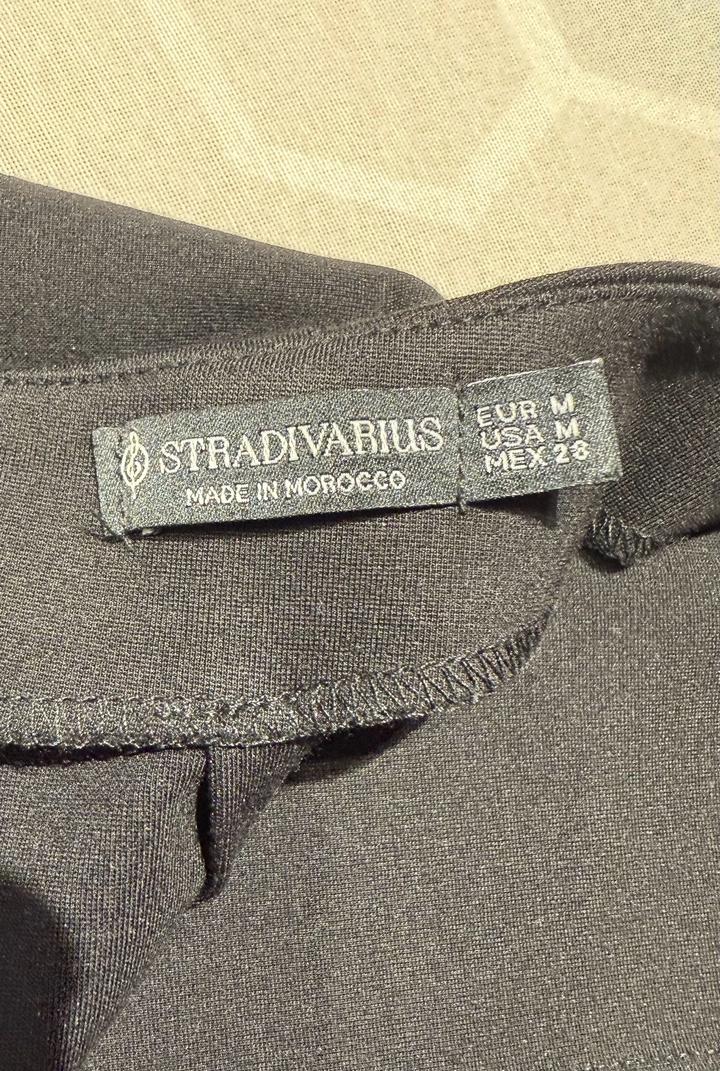 STRADIVARIUS
MADE IN MOROCCO
EUR M
USA M
MEX 28